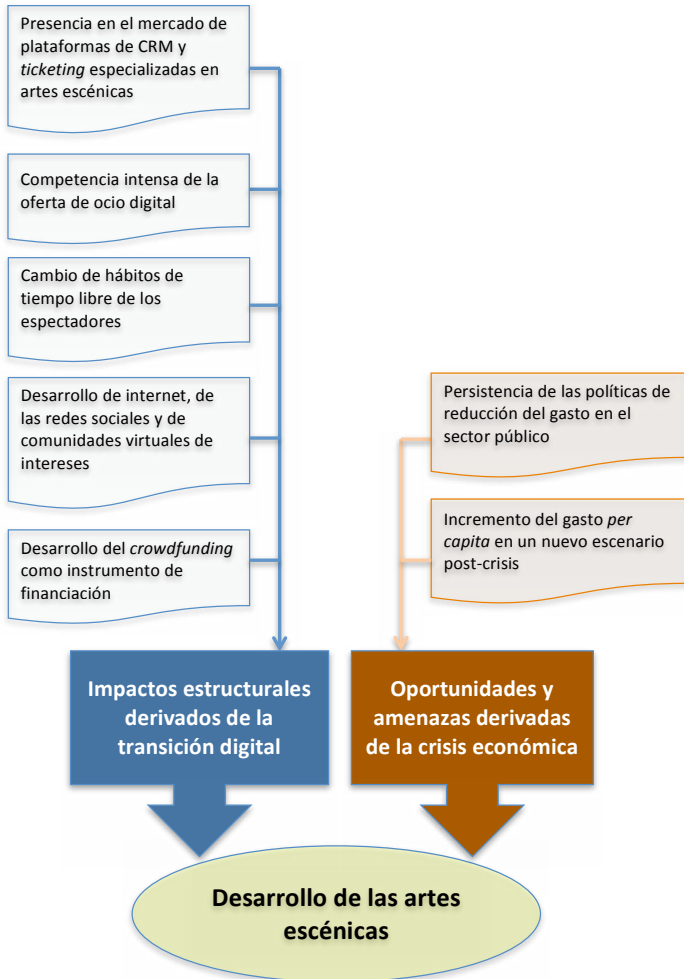 Presencia en el mercado de
plataformas de CRM y
ticketing especializadas en
artes escénicas
Competencia intensa de la
oferta de ocio digital
Cambio de hábitos de
tiempo libre de los
espectadores
Desarrollo de internet, de
las redes sociales y de
comunidades virtuales de
intereses
Desarrollo del crowdfunding
como instrumento de
financiación
Persistencia de las políticas de
reducción del gasto en el
sector público
Incremento del gasto per
capita en un nuevo escenario
post-crisis
Impactos estructurales
derivados de la
transición digital
Oportunidades y
amenazas derivadas
de la crisis económica
Desarrollo de las artes
escénicas